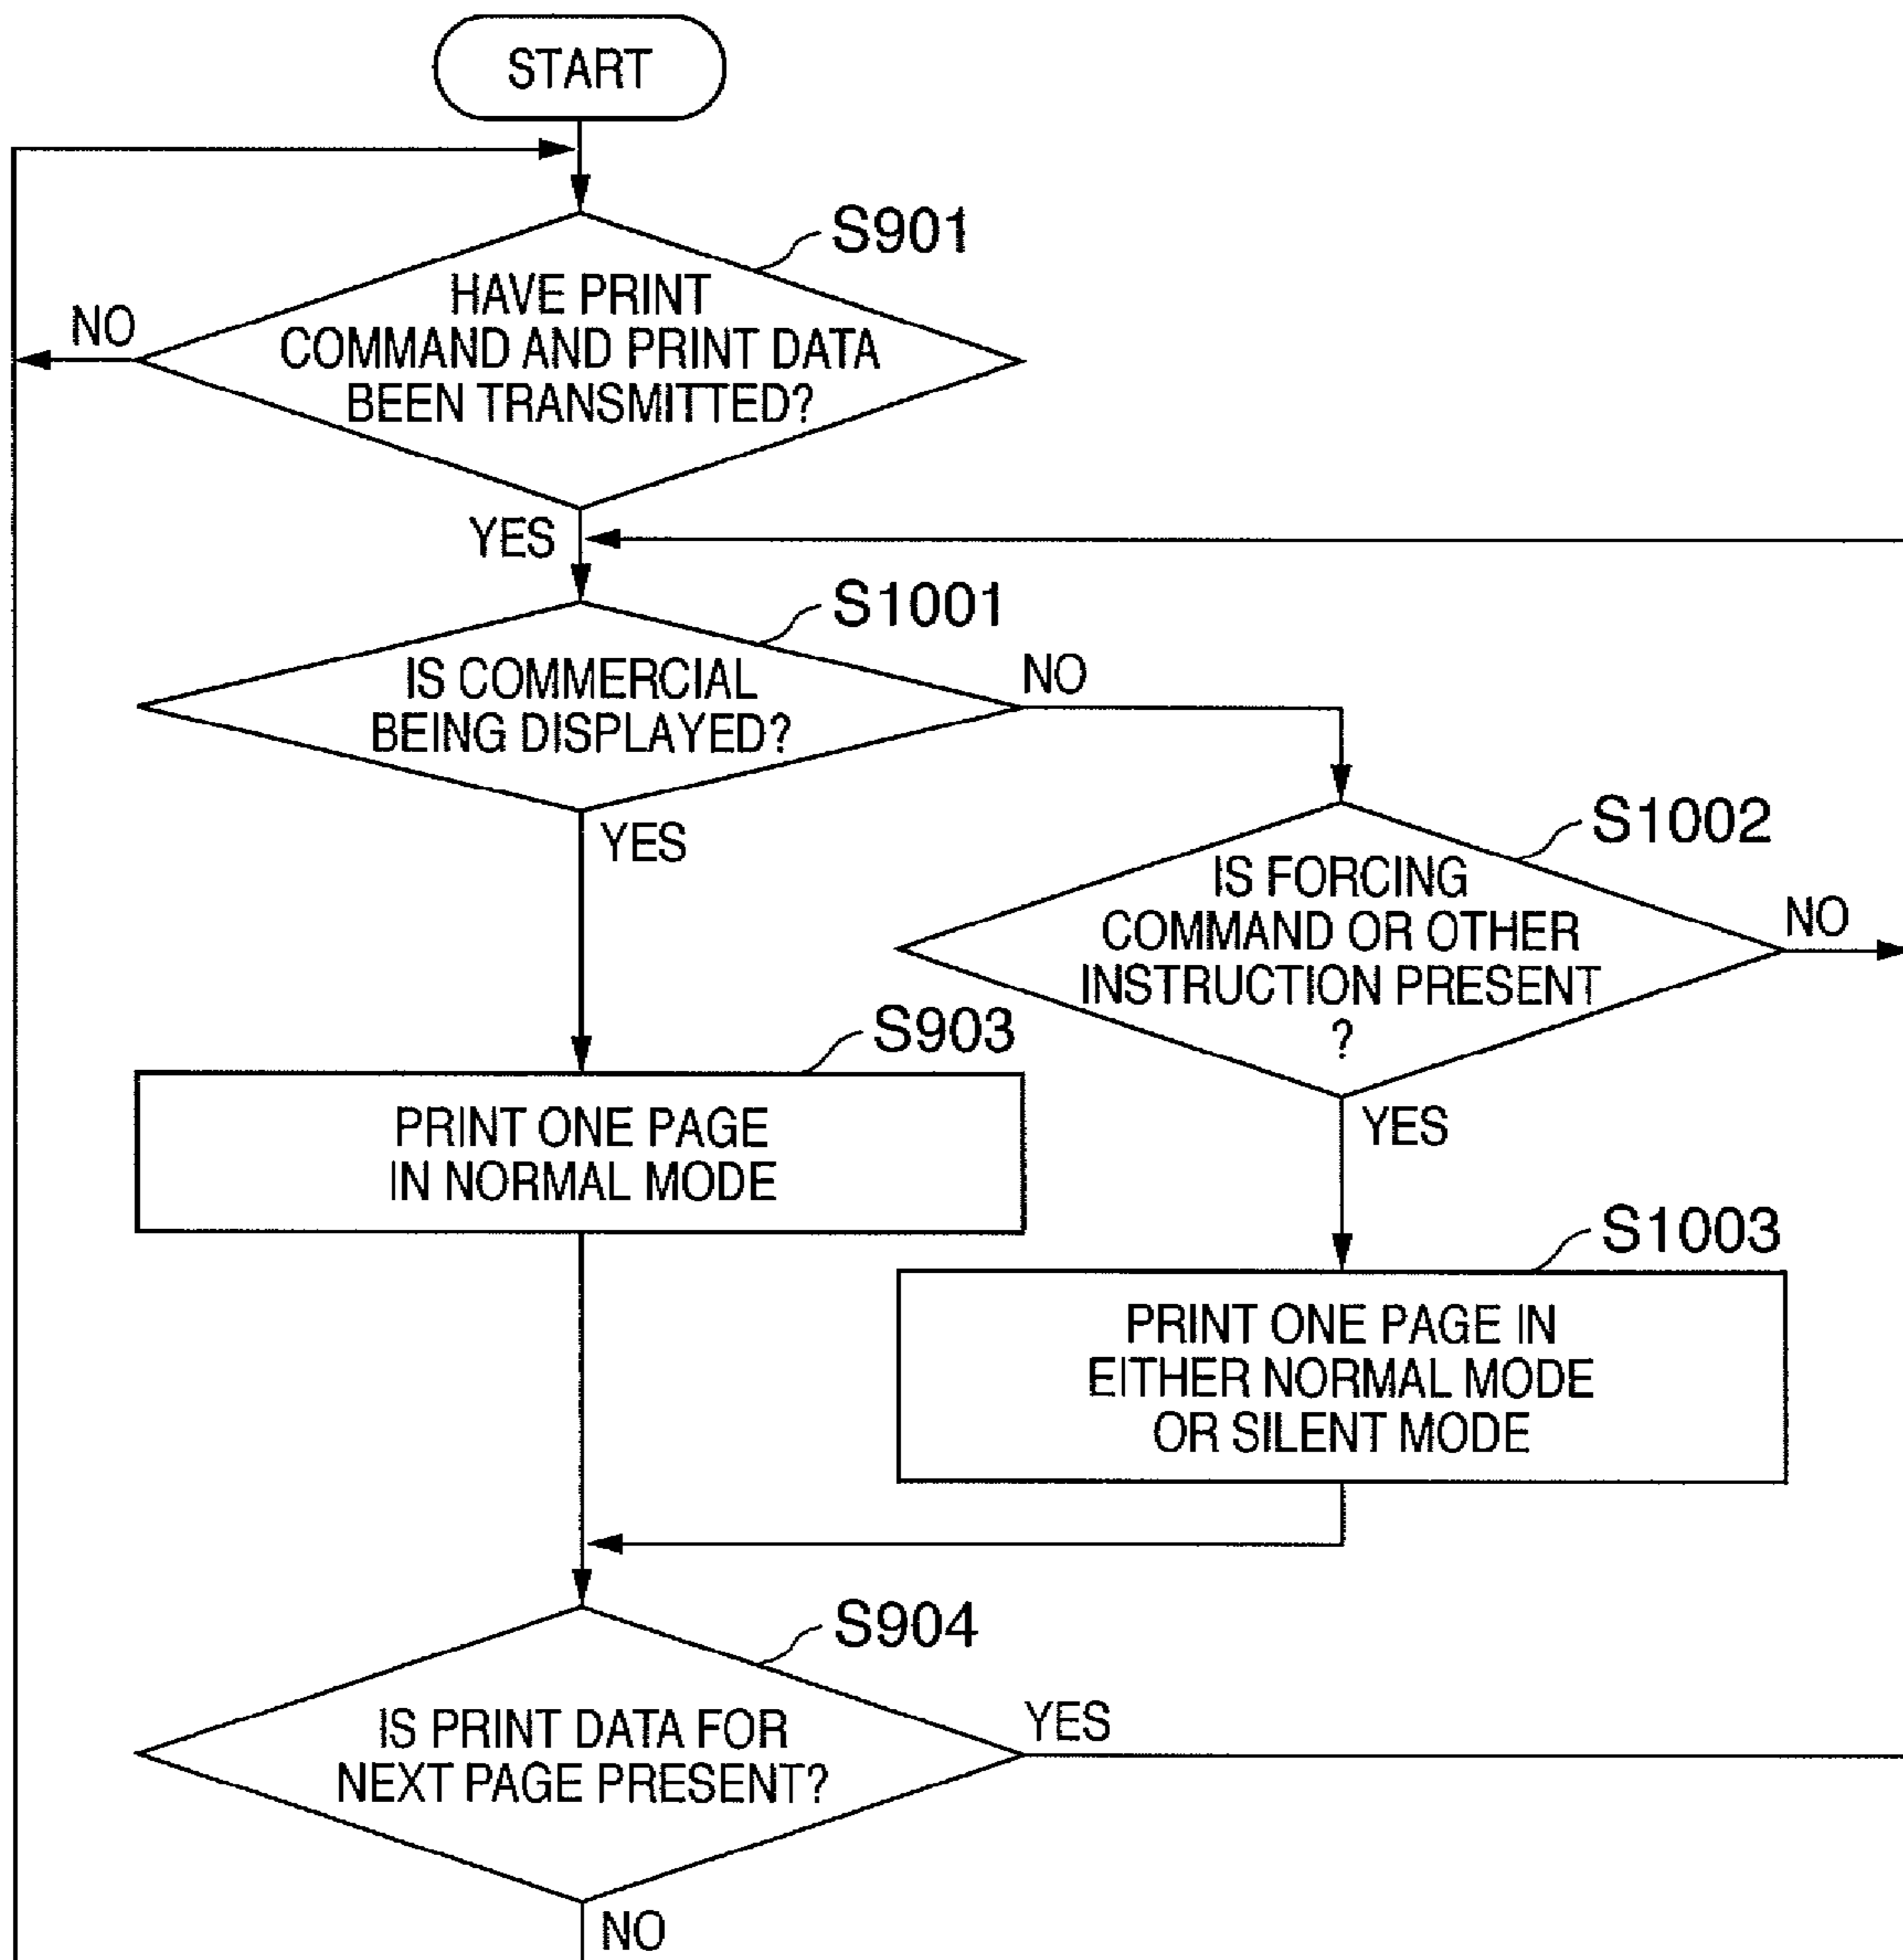 START
S901
HAVE PRINT
COMMAND AND PRINT DATA
BEEN TRANSMITTED?
NO
YES
S1001
IS COMMERCIAL
BEING DISPLAYED?
NO
YES
S1002
IS FORCING
COMMAND OR OTHER
INSTRUCTION PRESENT
?
NO
YES
S903
PRINT ONE PAGE
IN NORMAL MODE
S1003
PRINT ONE PAGE IN
EITHER NORMAL MODE
OR SILENT MODE
S904
IS PRINT DATA FOR
NEXT PAGE PRESENT?
YES
NO